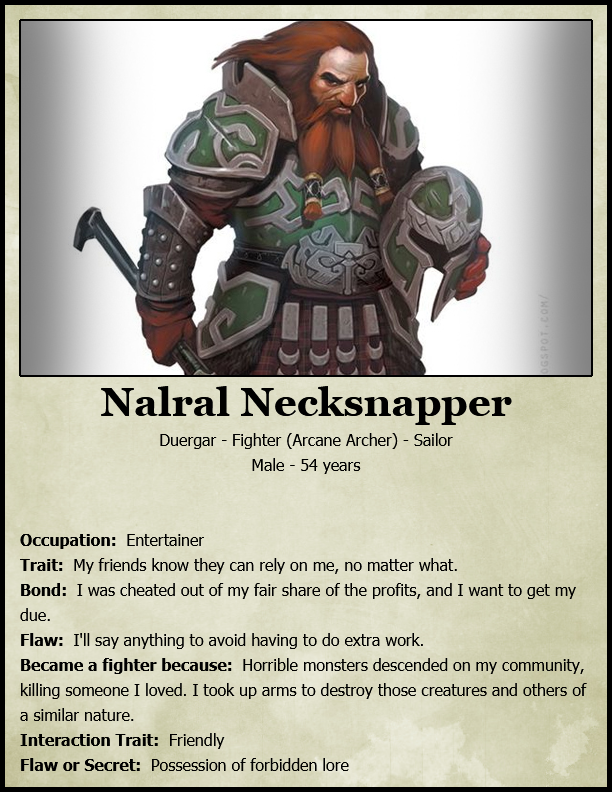 OGSPOT.COM/
Nalral Necksnapper
Duergar - Fighter (Arcane Archer) - Sailor
Male - 54 years
Occupation: Entertainer
Trait: My friends know they can rely on me, no matter what.
Bond: I was cheated out of my fair share of the profits, and I want to get my
due.
Flaw: I'll say anything to avoid having to do extra work.
Became a fighter because: Horrible monsters descended on my community,
killing someone I loved. I took up arms to destroy those creatures and others of
a similar nature.
Interaction Trait: Friendly
Flaw or Secret: Possession of forbidden lore